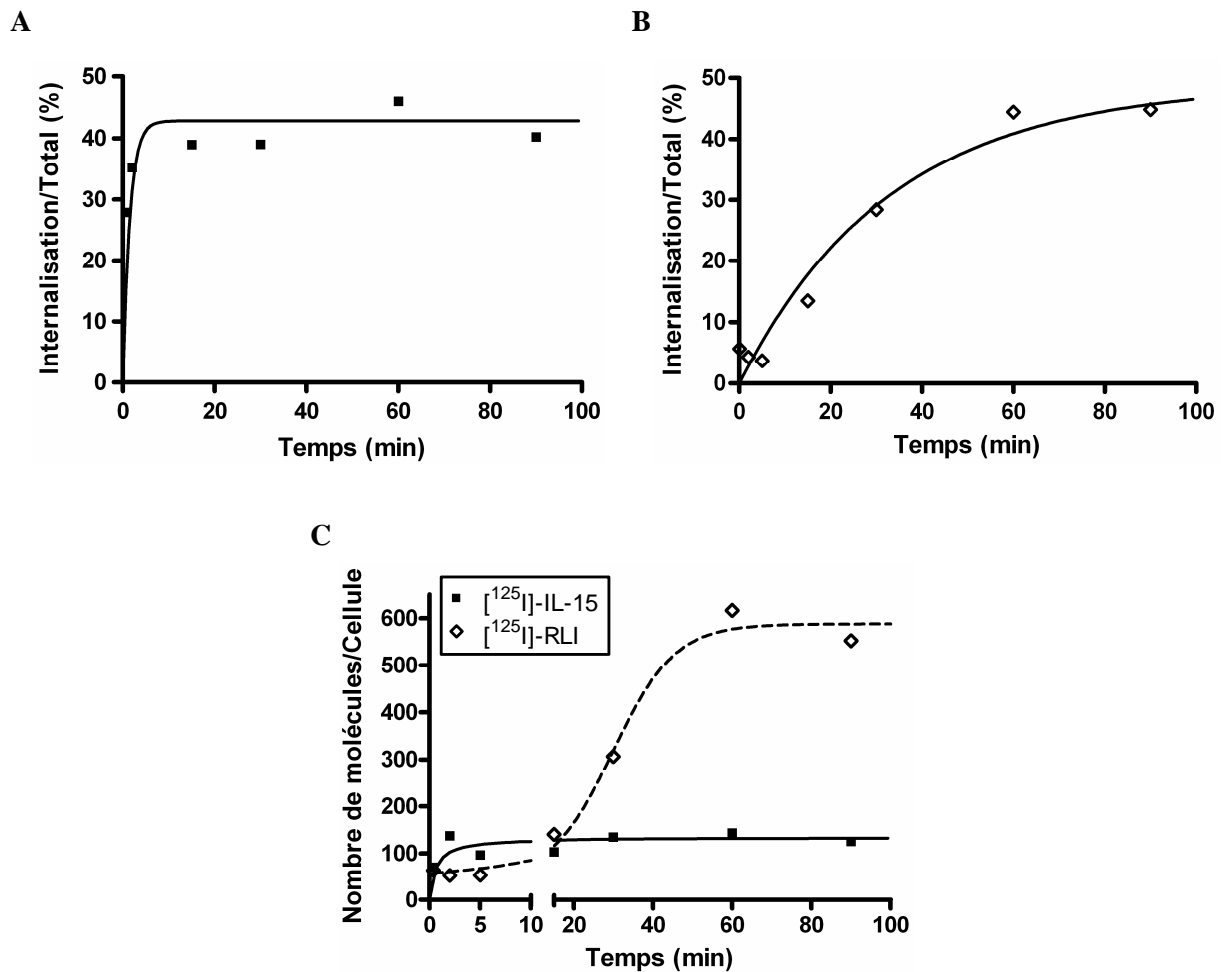 A
Internalisation/Total (%)
50
40
30
20
10
0
0 20 40 60 80 100
Temps (min)
B
Internalisation/Total (%)
50
40
30
20
10
0
0 20 40 60 80 100
Temps (min)
C
Nombre de molécules/Cellule
[¹²⁵I]-IL-15
[¹²⁵I]-RLI
600
500
400
300
200
100
0
0 5 10 20 40 60 80 100
Temps (min)